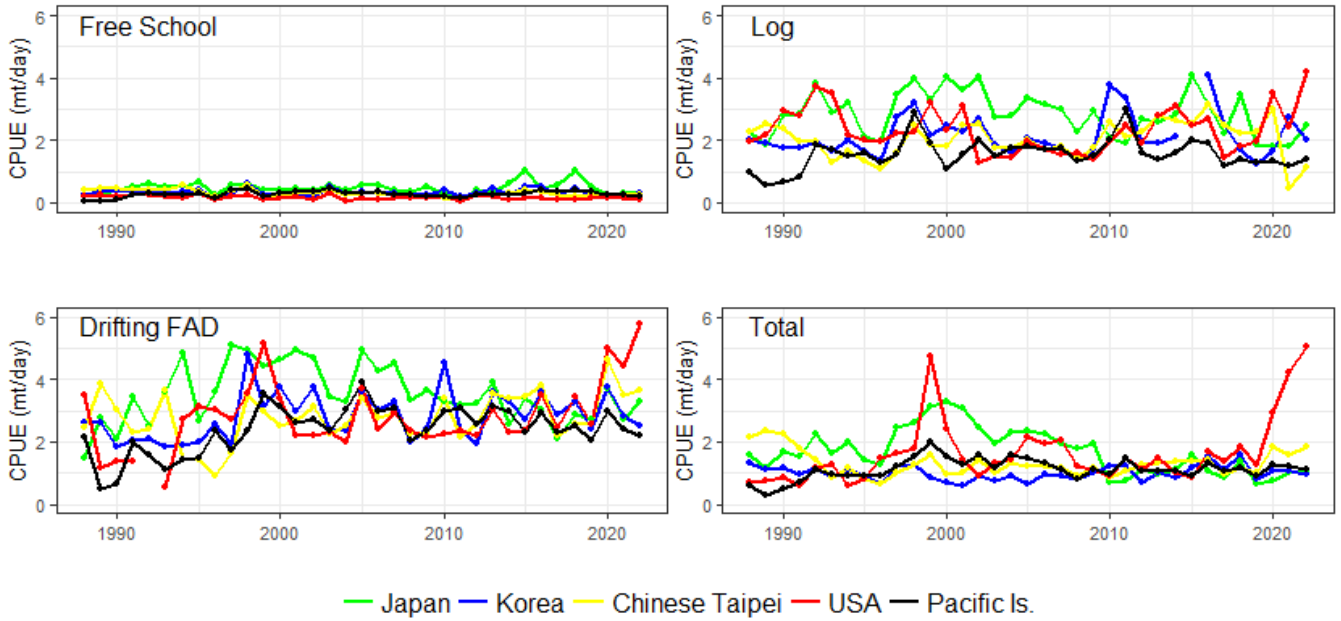 Free School
CPUE (mt/day)
6
4
2
0
1990 2000 2010 2020
Log
CPUE (mt/day)
6
4
2
0
1990 2000 2010 2020
Drifting FAD
CPUE (mt/day)
6
4
2
0
1990 2000 2010 2020
Total
CPUE (mt/day)
6
4
2
0
1990 2000 2010 2020
Japan Korea Chinese Taipei USA Pacific Is.